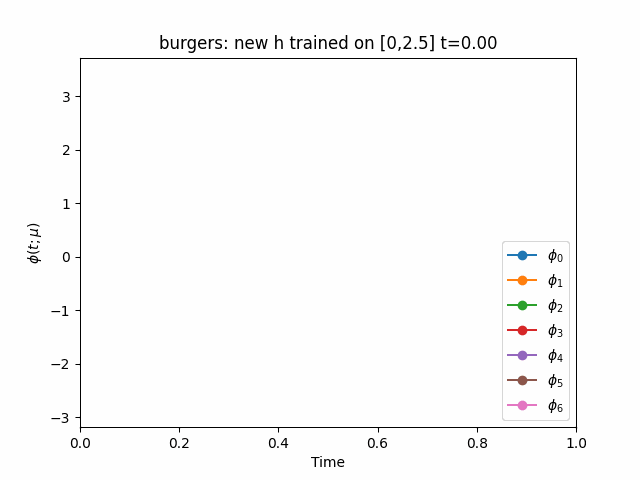 burgers: new h trained on [0,2.5] t=0.00
3
2
1
0
−1
−2
−3
ϕ(t; μ)
ϕ₀
ϕ₁
ϕ₂
ϕ₃
ϕ₄
ϕ₅
ϕ₆
0.0 0.2 0.4 0.6 0.8 1.0
Time